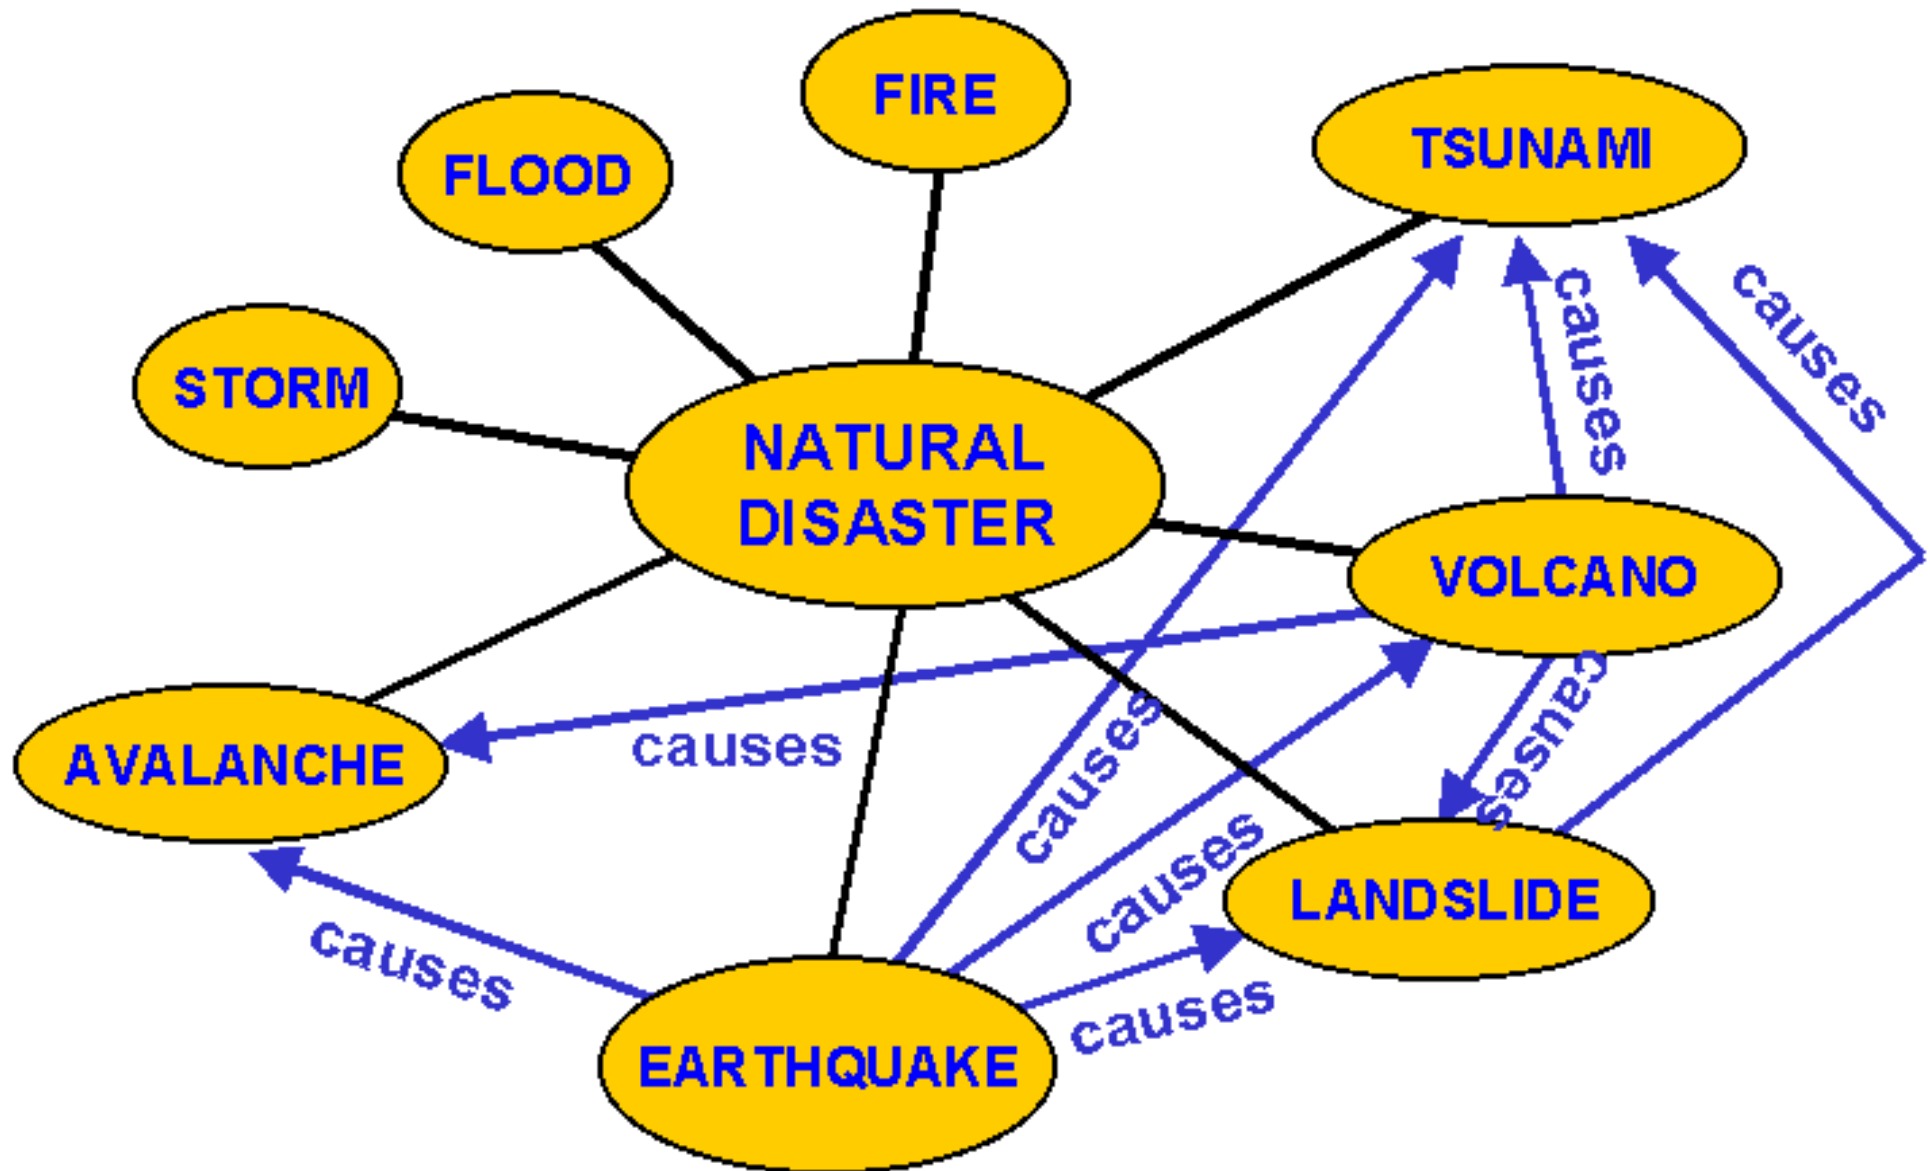 FIRE
TSUNAMI
FLOOD
causes
causes
STORM
NATURAL
DISASTER
VOLCANO
causes
causes
causes
AVALANCHE
causes
LANDSLIDE
causes
causes
EARTHQUAKE